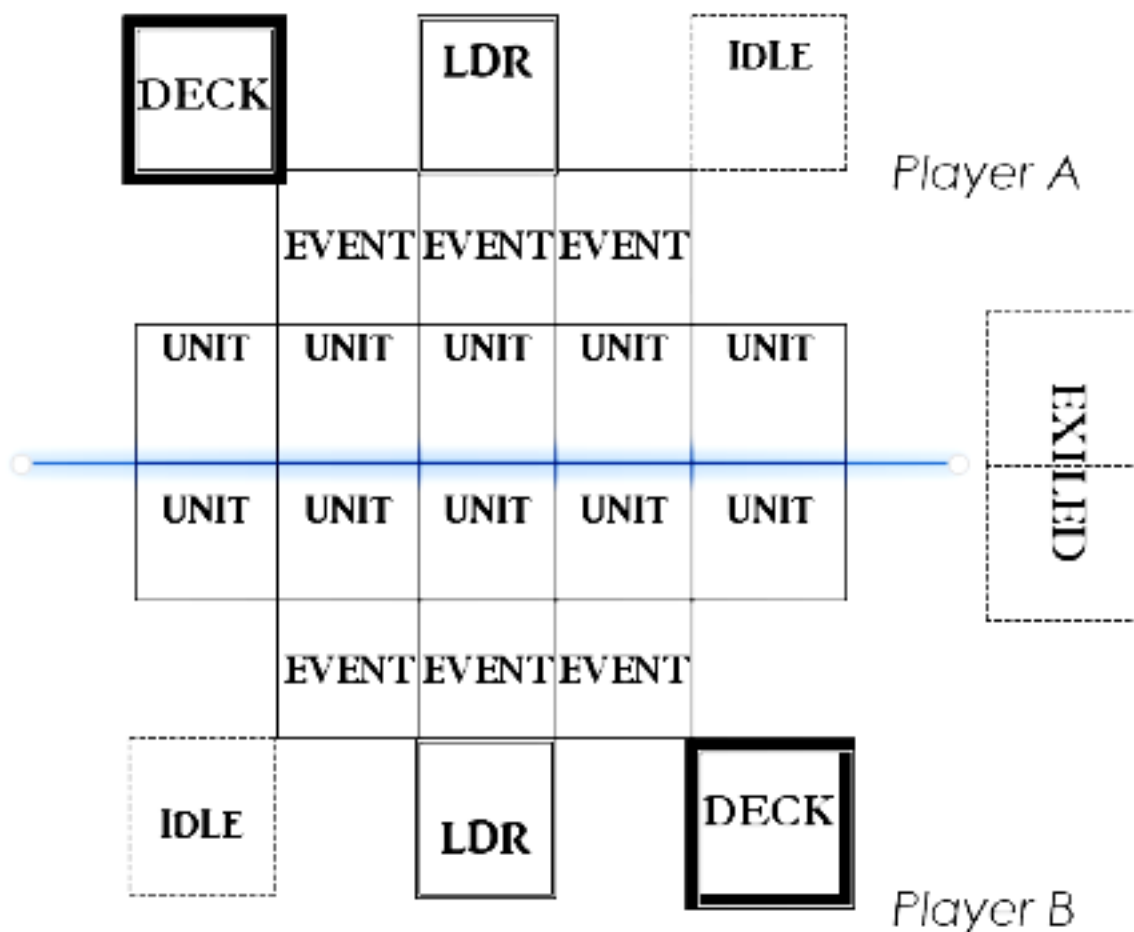 DECK LDR IDLE
Player A
EVENT EVENT EVENT
UNIT UNIT UNIT UNIT UNIT
EXILED
UNIT UNIT UNIT UNIT UNIT
EVENT EVENT EVENT
IDLE LDR DECK
Player B